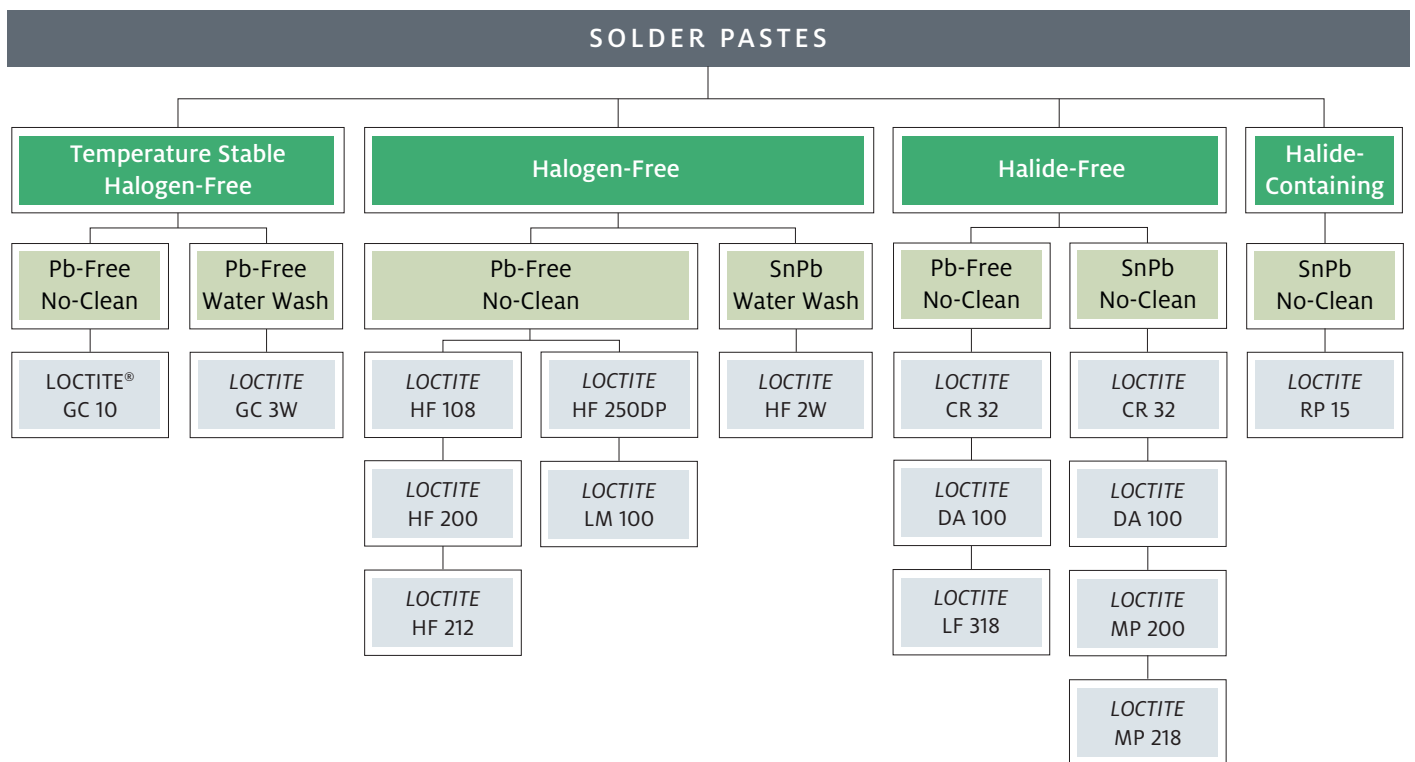 SOLDER PASTES
Temperature Stable
Halogen-Free
Halogen-Free
Halide-Free
Halide-
Containing
Pb-Free
No-Clean
Pb-Free
Water Wash
Pb-Free
No-Clean
SnPb
Water Wash
Pb-Free
No-Clean
SnPb
No-Clean
SnPb
No-Clean
LOCTITE®
GC 10
LOCTITE
GC 3W
LOCTITE
HF 108
LOCTITE
HF 250DP
LOCTITE
HF 2W
LOCTITE
CR 32
LOCTITE
CR 32
LOCTITE
RP 15
LOCTITE
HF 200
LOCTITE
LM 100
LOCTITE
DA 100
LOCTITE
DA 100
LOCTITE
HF 212
LOCTITE
LF 318
LOCTITE
MP 200
LOCTITE
MP 218